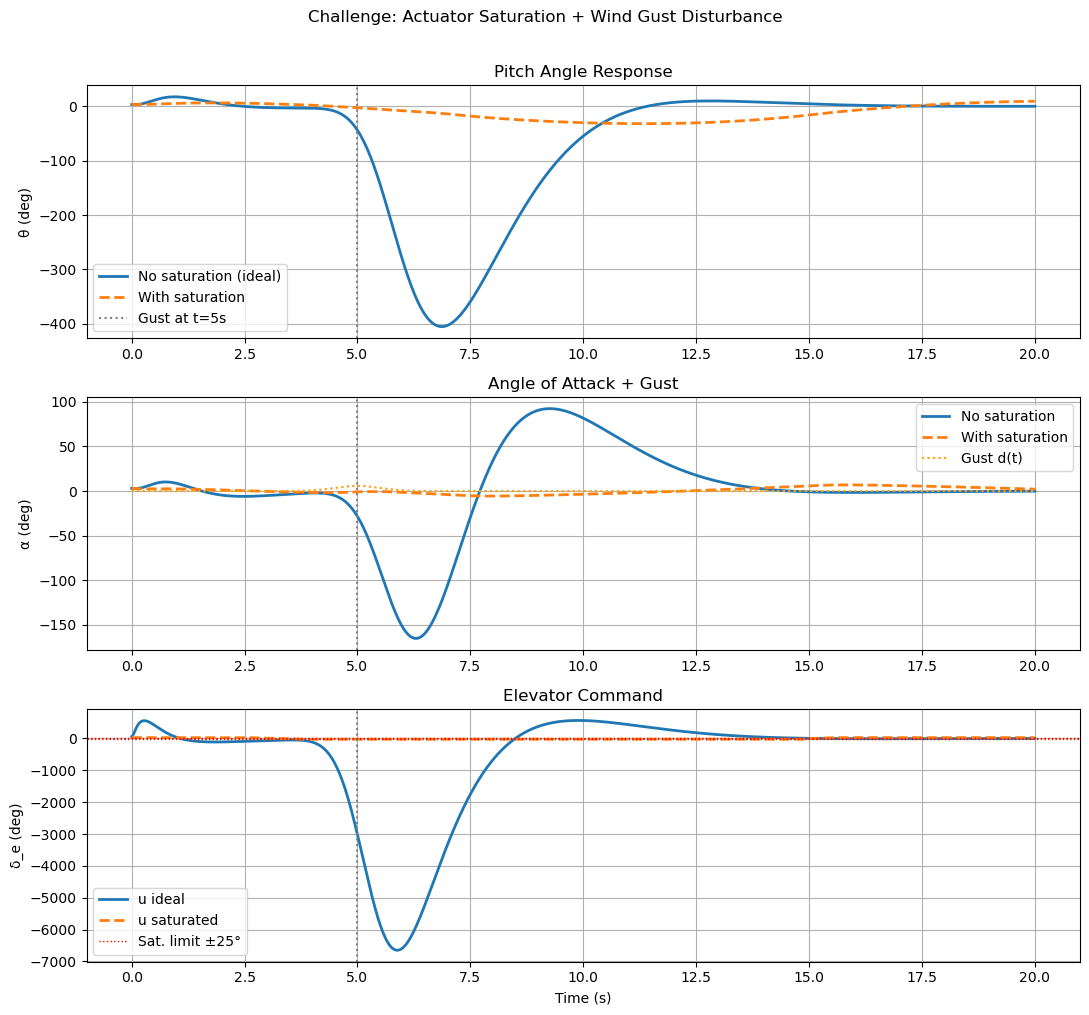 Challenge: Actuator Saturation + Wind Gust Disturbance
Pitch Angle Response
θ (deg)
0
−100
−200
−300
−400
No saturation (ideal)
With saturation
Gust at t=5s
0.0 2.5 5.0 7.5 10.0 12.5 15.0 17.5 20.0
Angle of Attack + Gust
α (deg)
100
50
0
−50
−100
−150
No saturation
With saturation
Gust d(t)
0.0 2.5 5.0 7.5 10.0 12.5 15.0 17.5 20.0
Elevator Command
δ_e (deg)
0
−1000
−2000
−3000
−4000
−5000
−6000
−7000
u ideal
u saturated
Sat. limit ±25°
0.0 2.5 5.0 7.5 10.0 12.5 15.0 17.5 20.0
Time (s)